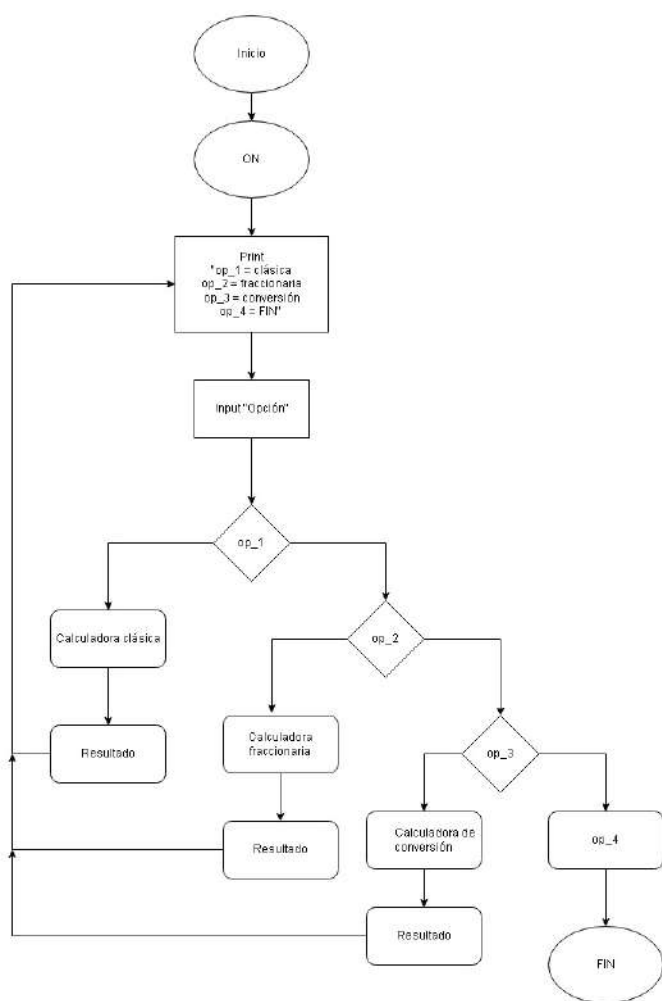 Inicio
ON
Print
"op_1 = clásica
op_2 = fraccionaria
op_3 = conversión
op_4 = FIN"
Input "Opción"
op_1
Calculadora clásica
op_2
Resultado
Calculadora
fraccionaria
op_3
Resultado
Calculadora de
conversión
op_4
Resultado
FIN